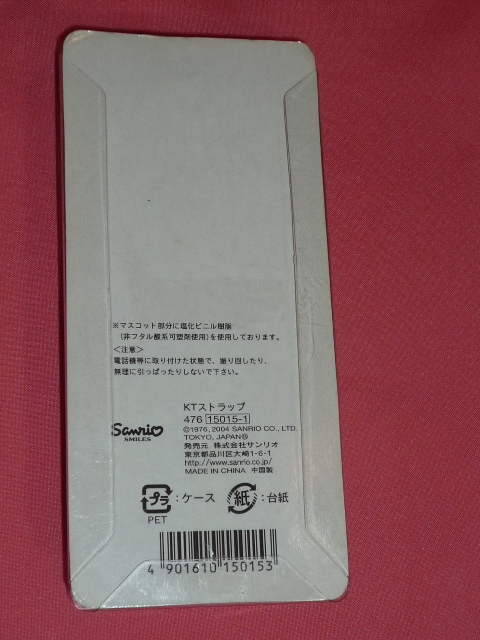 ※マスコット部分に塩化ビニル樹脂
(非フタル酸系可塑剤使用)を使用しております。
＜注意＞
電話機等に取り付けた状態で、振り回したり、
無理に引っぱったりしないで下さい。
KTストラップ
476 15015-1
©1976, 2004 SANRIO CO., LTD.
TOKYO, JAPAN®
Sanrio
SMILES
発売元 株式会社サンリオ
東京都品川区大崎1-6-1
http://www.sanrio.co.jp
MADE IN CHINA 中国製
プラ :ケース 紙 :台紙
PET
4 901610 150153